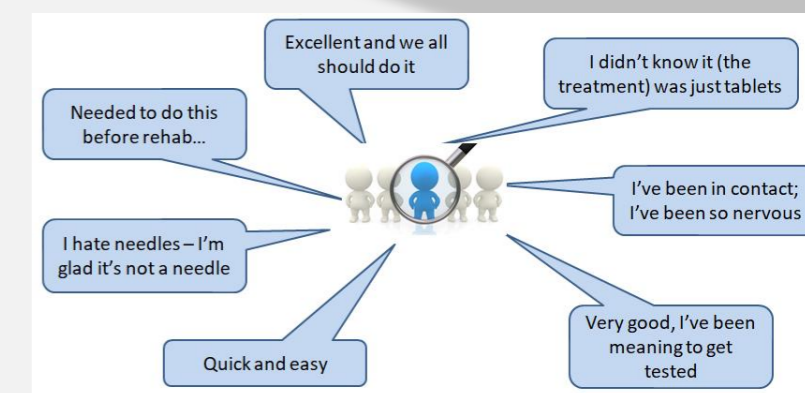 Excellent and we all
should do it
I didn't know it (the
treatment) was just tablets
Needed to do this
before rehab...
I've been in contact;
I've been so nervous
I hate needles – I'm
glad it's not a needle
Very good, I've been
meaning to get
tested
Quick and easy